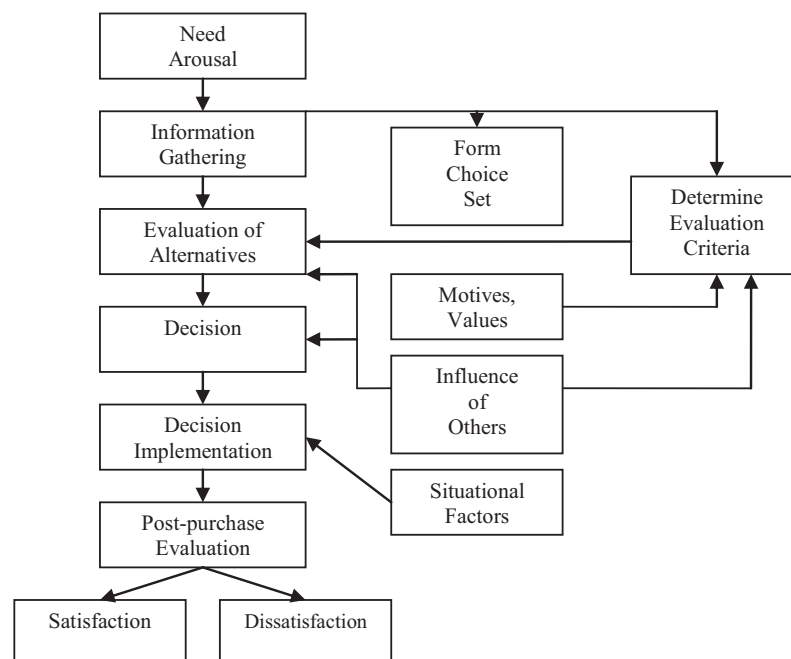 Need
Arousal
Information
Gathering
Form
Choice
Set
Determine
Evaluation
Criteria
Evaluation of
Alternatives
Motives,
Values
Decision
Influence
of
Others
Decision
Implementation
Situational
Factors
Post-purchase
Evaluation
Satisfaction
Dissatisfaction